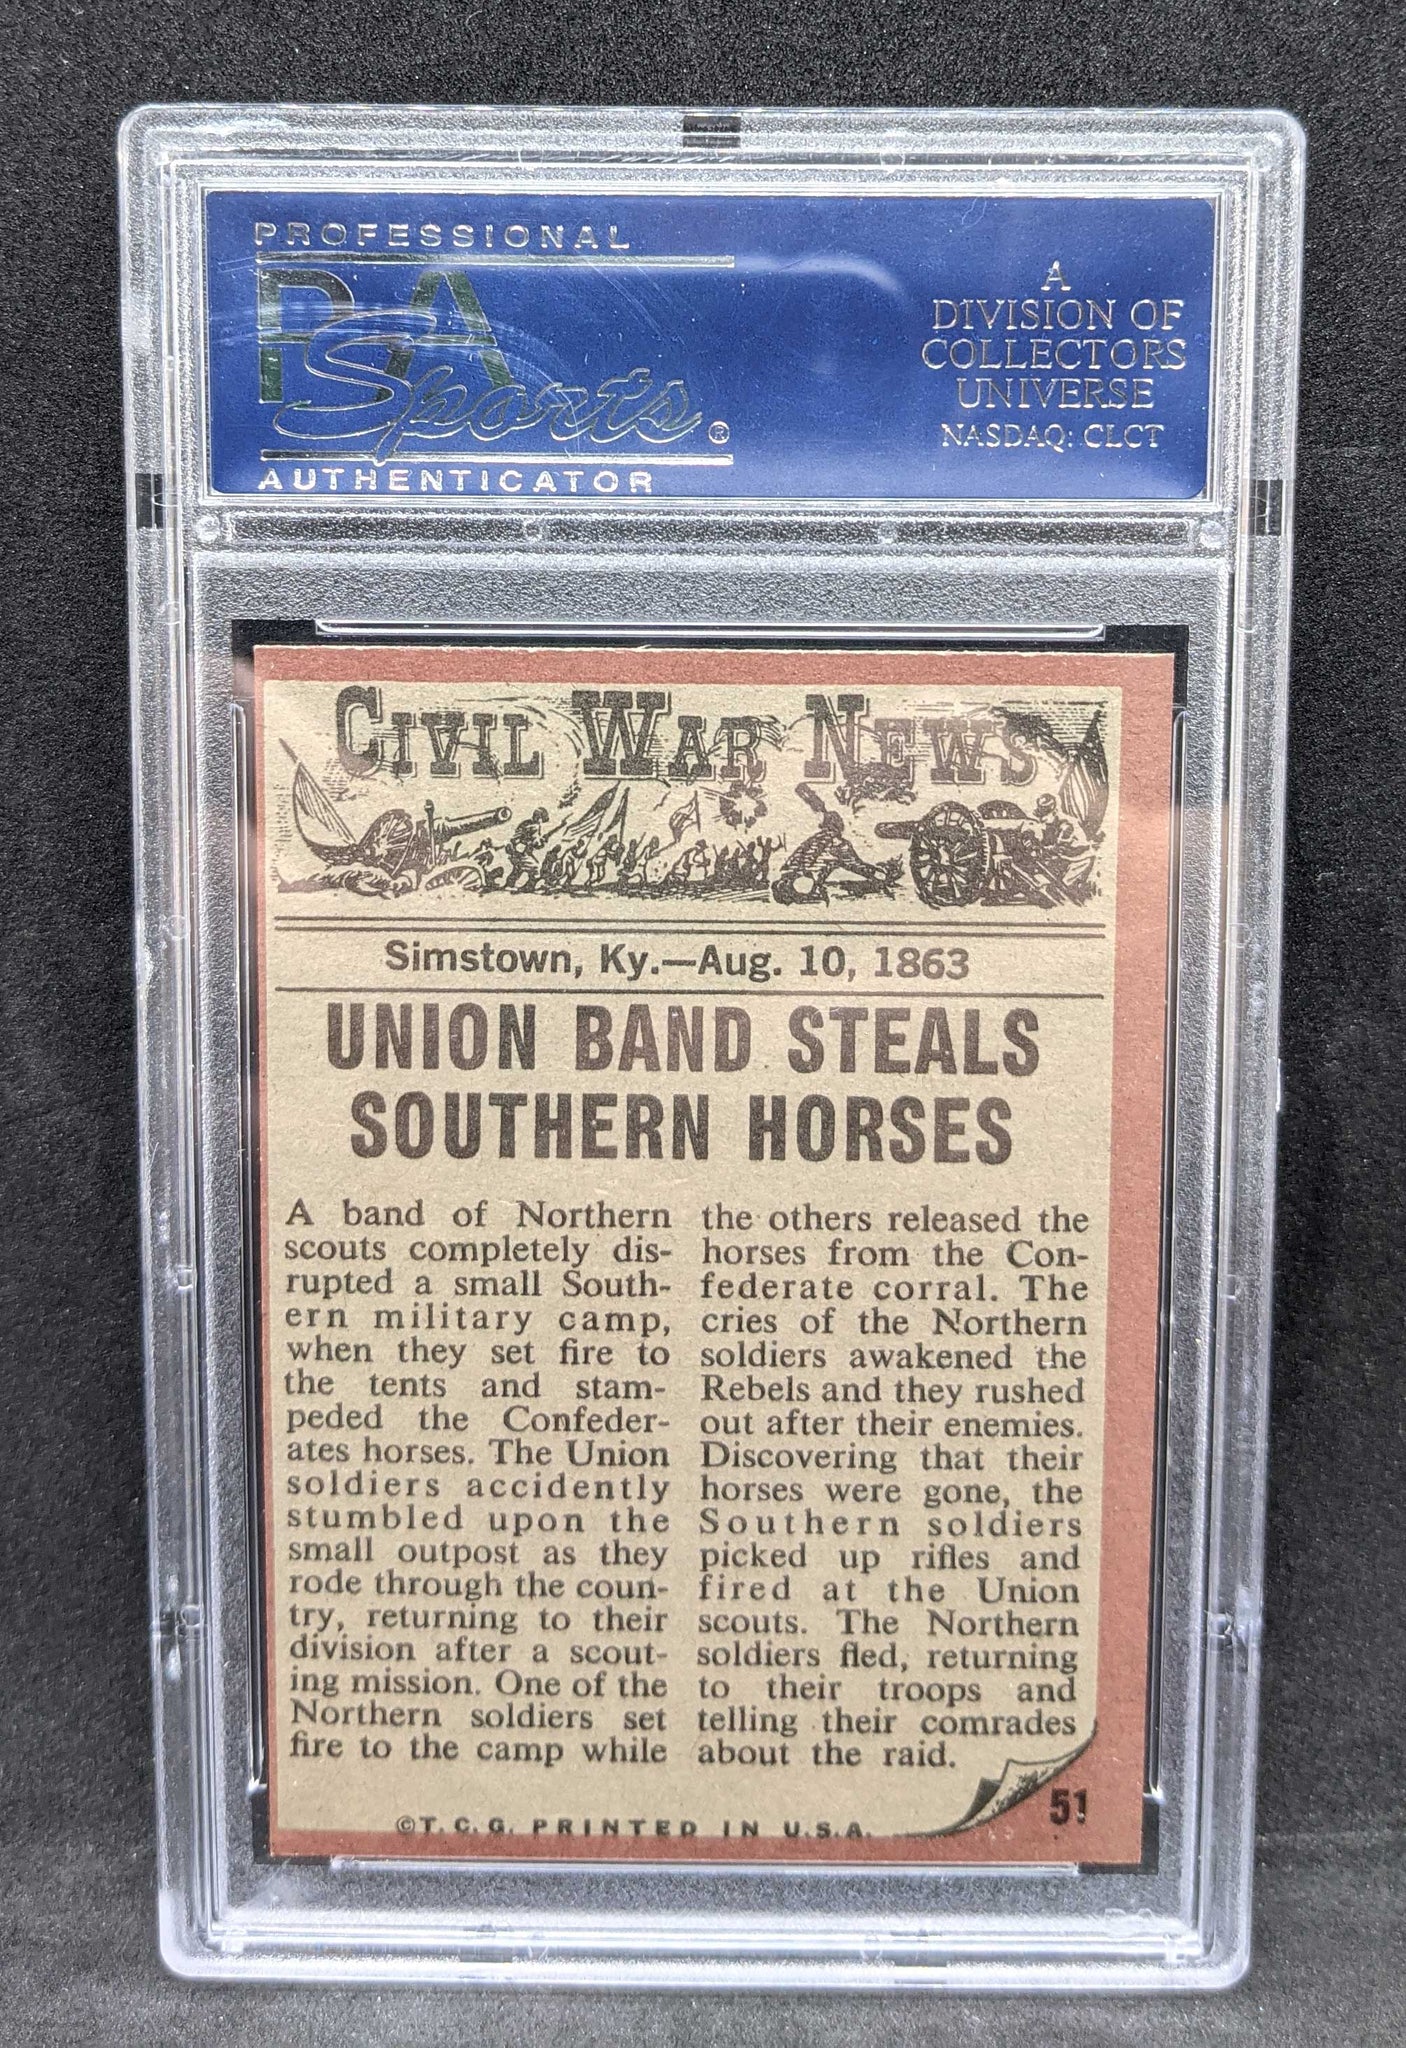 PROFESSIONAL
PSA
Sports®
AUTHENTICATOR
A
DIVISION OF
COLLECTORS
UNIVERSE
NASDAQ: CLCT
CIVIL WAR NEWS
Simstown, Ky.—Aug. 10, 1863
UNION BAND STEALS
SOUTHERN HORSES
A band of Northern
scouts completely dis-
rupted a small South-
ern military camp,
when they set fire to
the tents and stam-
peded the Confeder-
ates horses. The Union
soldiers accidently
stumbled upon the
small outpost as they
rode through the coun-
try, returning to their
division after a scout-
ing mission. One of the
Northern soldiers set
fire to the camp while
the others released the
horses from the Con-
federate corral. The
cries of the Northern
soldiers awakened the
Rebels and they rushed
out after their enemies.
Discovering that their
horses were gone, the
Southern soldiers
picked up rifles and
fired at the Union
scouts. The Northern
soldiers fled, returning
to their troops and
telling their comrades
about the raid.
©T. C. G. PRINTED IN U.S.A.
51